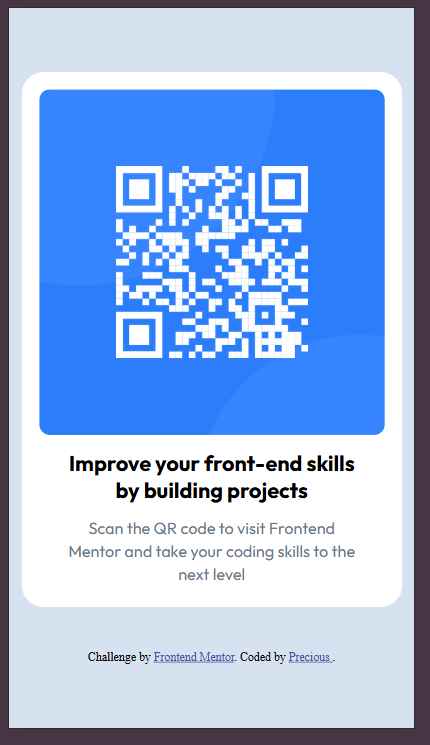 Improve your front-end skills
by building projects
Scan the QR code to visit Frontend
Mentor and take your coding skills to the
next level
Challenge by Frontend Mentor. Coded by Precious .